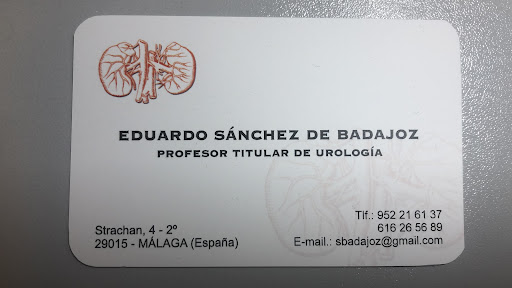 EDUARDO SÁNCHEZ DE BADAJOZ
PROFESOR TITULAR DE UROLOGÍA
Strachan, 4 - 2º
29015 - MÁLAGA (España)
Tlf.: 952 21 61 37
616 26 56 89
E-mail.: sbadajoz@gmail.com